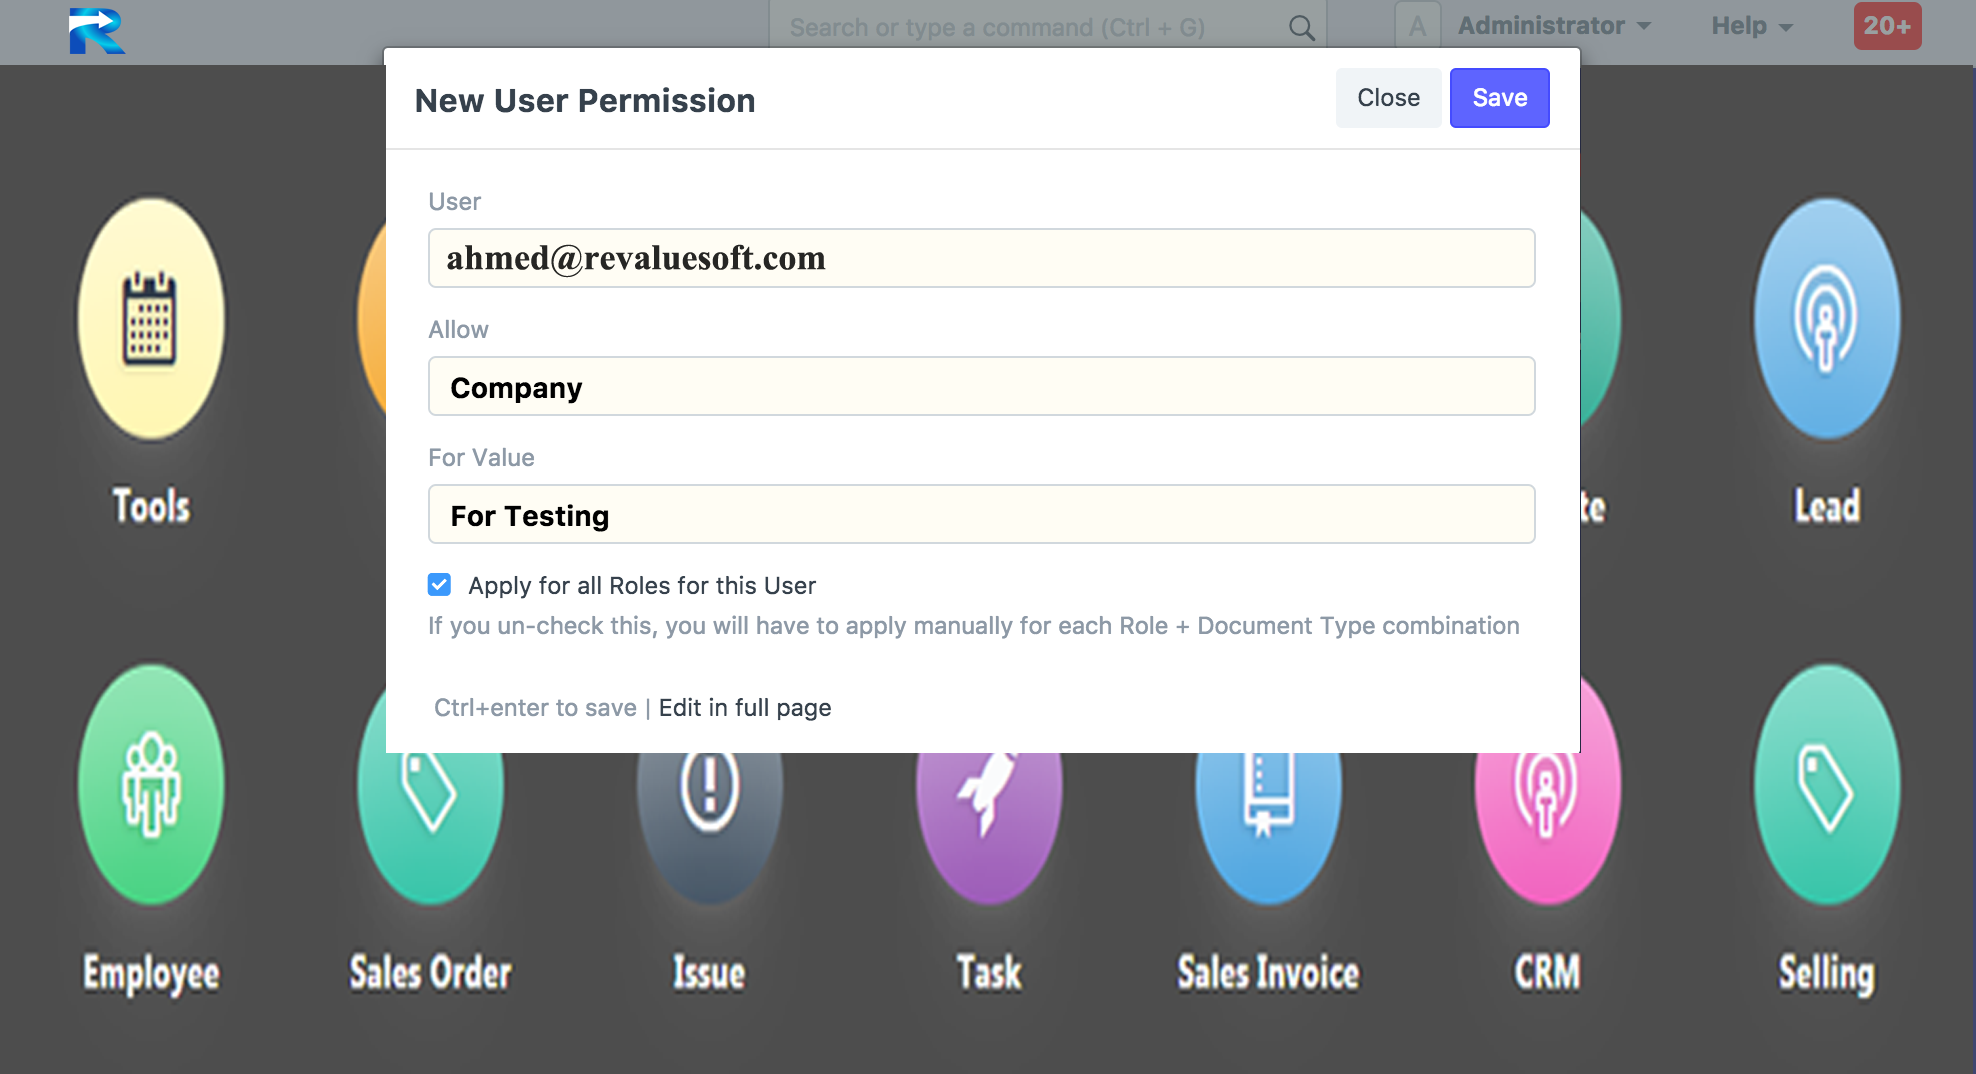 Search or type a command (Ctrl + G)
A
Administrator
Help
20+
New User Permission
Close
Save
User
ahmed@revaluesoft.com
Allow
Company
For Value
For Testing
Apply for all Roles for this User
If you un-check this, you will have to apply manually for each Role + Document Type combination
Ctrl+enter to save | Edit in full page
Tools
te
Lead
Employee
Sales Order
Issue
Task
Sales Invoice
CRM
Selling